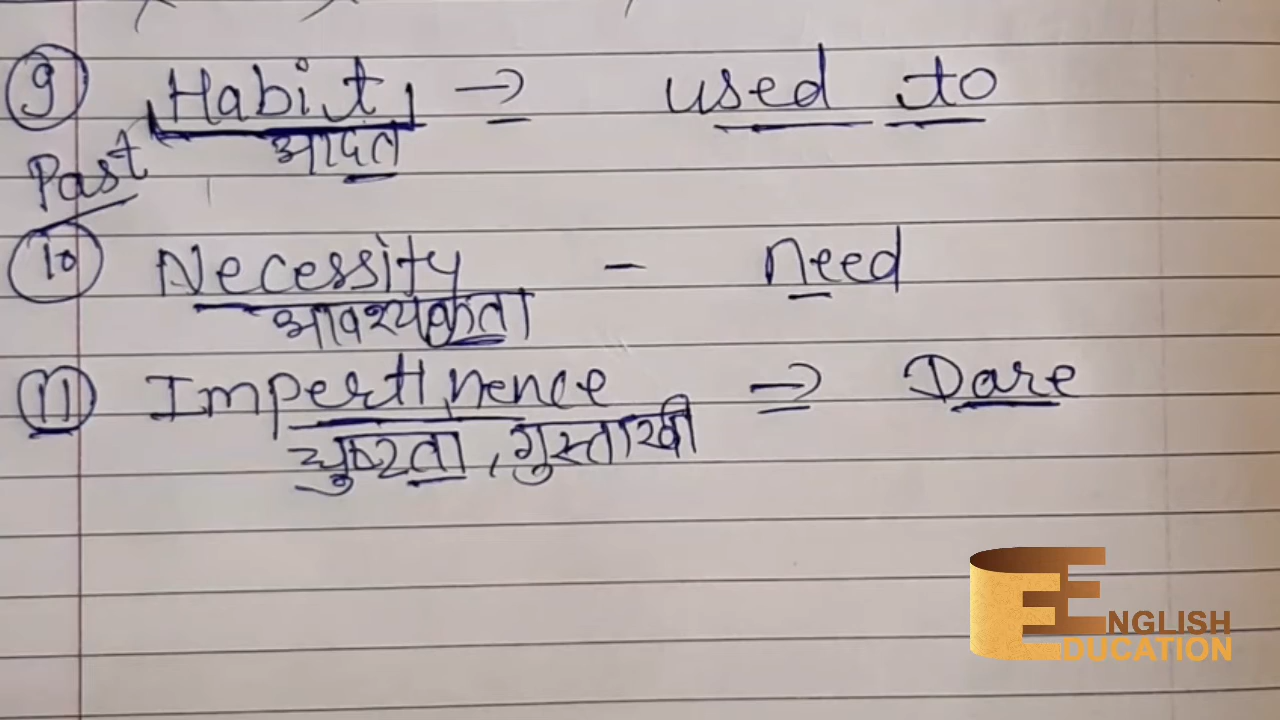 9 Habit ⇒ used to
Past आदत
10 Necessity - need
आवश्यकता
11 Impertinence ⇒ Dare
धृष्टता, गुस्ताखी
ENGLISH
EDUCATION